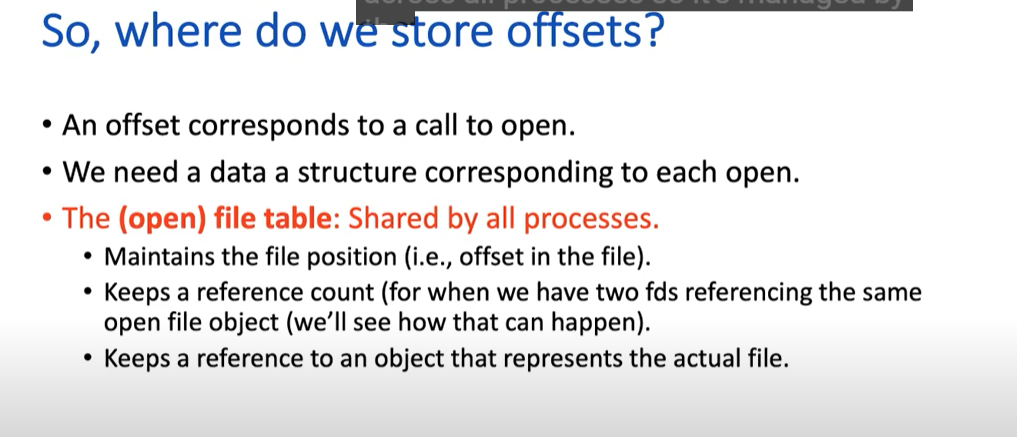 So, where do we store offsets?
• An offset corresponds to a call to open.
• We need a data a structure corresponding to each open.
• The (open) file table: Shared by all processes.
• Maintains the file position (i.e., offset in the file).
• Keeps a reference count (for when we have two fds referencing the same
open file object (we'll see how that can happen).
• Keeps a reference to an object that represents the actual file.